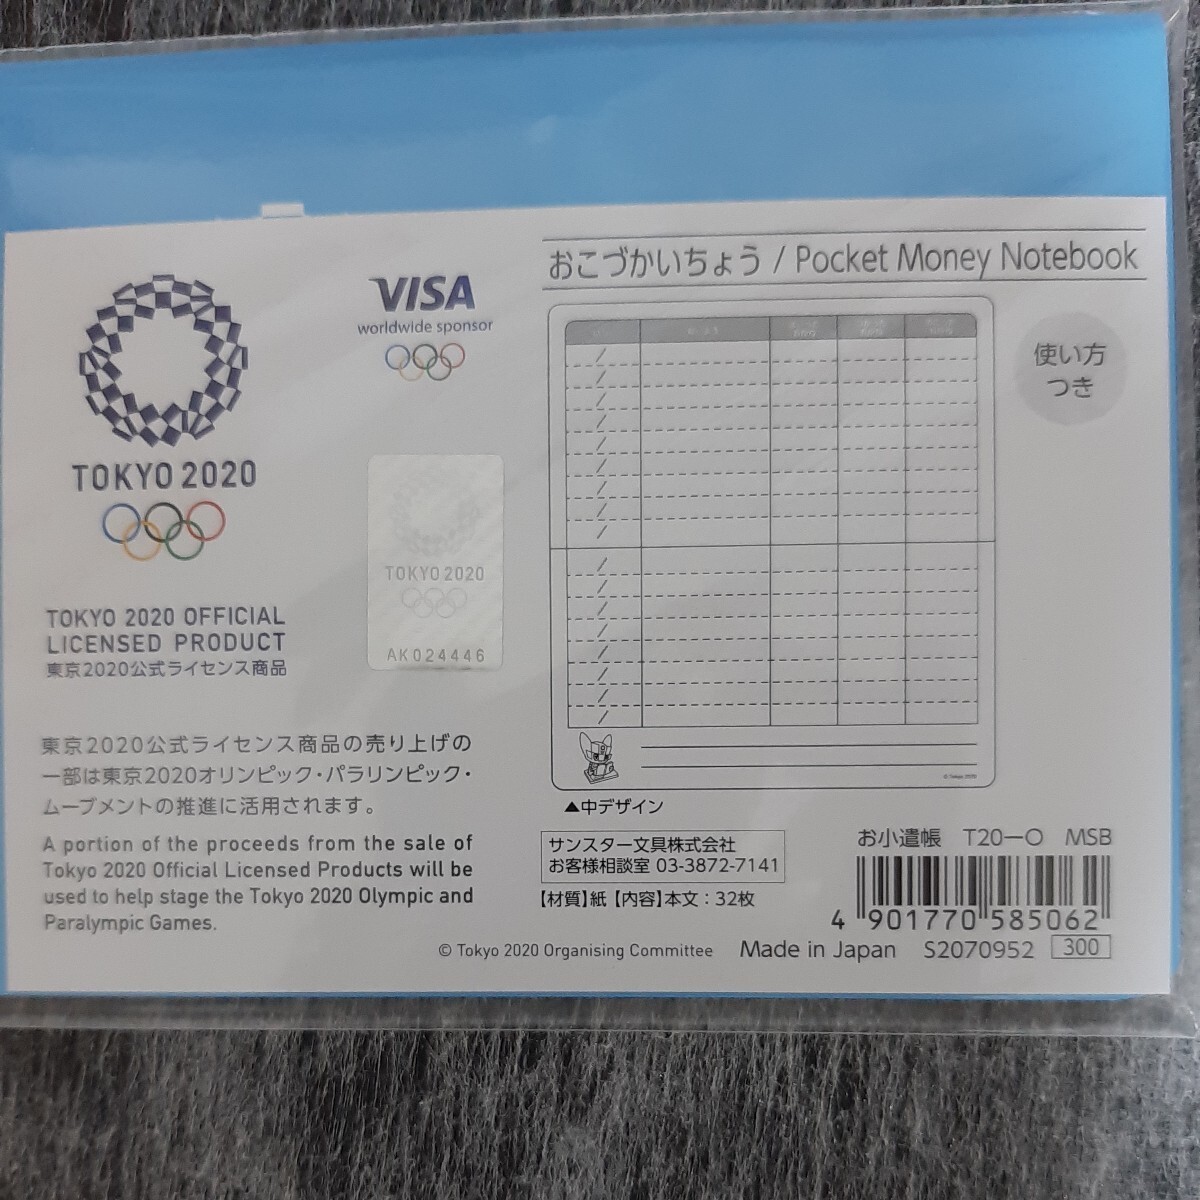 おこづかいちょう / Pocket Money Notebook
VISA
worldwide sponsor
使い方
つき
TOKYO 2020
TOKYO 2020
AK024446
TOKYO 2020 OFFICIAL
LICENSED PRODUCT
東京2020公式ライセンス商品
東京2020公式ライセンス商品の売り上げの
一部は東京2020オリンピック・パラリンピック・
ムーブメントの推進に活用されます。
A portion of the proceeds from the sale of
Tokyo 2020 Official Licensed Products will be
used to help stage the Tokyo 2020 Olympic and
Paralympic Games.
© Tokyo 2020
▲中デザイン
サンスター文具株式会社
お客様相談室 03-3872-7141
【材質】紙【内容】本文：32枚
お小遣帳 T20ーO MSB
4 901770 585062
© Tokyo 2020 Organising Committee Made in Japan S2070952 300